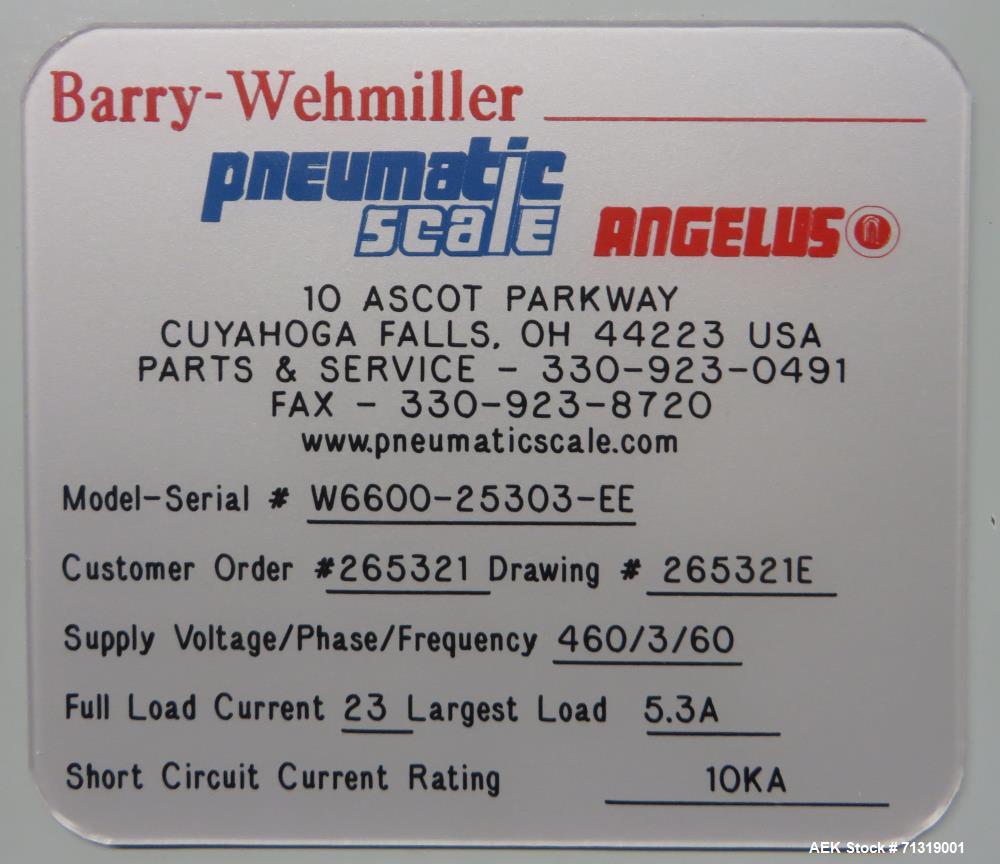 Barry-Wehmiller
pneumatic
scale ANGELUS
10 ASCOT PARKWAY
CUYAHOGA FALLS, OH 44223 USA
PARTS & SERVICE - 330-923-0491
FAX - 330-923-8720
www.pneumaticscale.com
Model-Serial # W6600-25303-EE
Customer Order #265321 Drawing # 265321E
Supply Voltage/Phase/Frequency 460/3/60
Full Load Current 23 Largest Load 5.3A
Short Circuit Current Rating 10KA
AEK Stock # 71319001